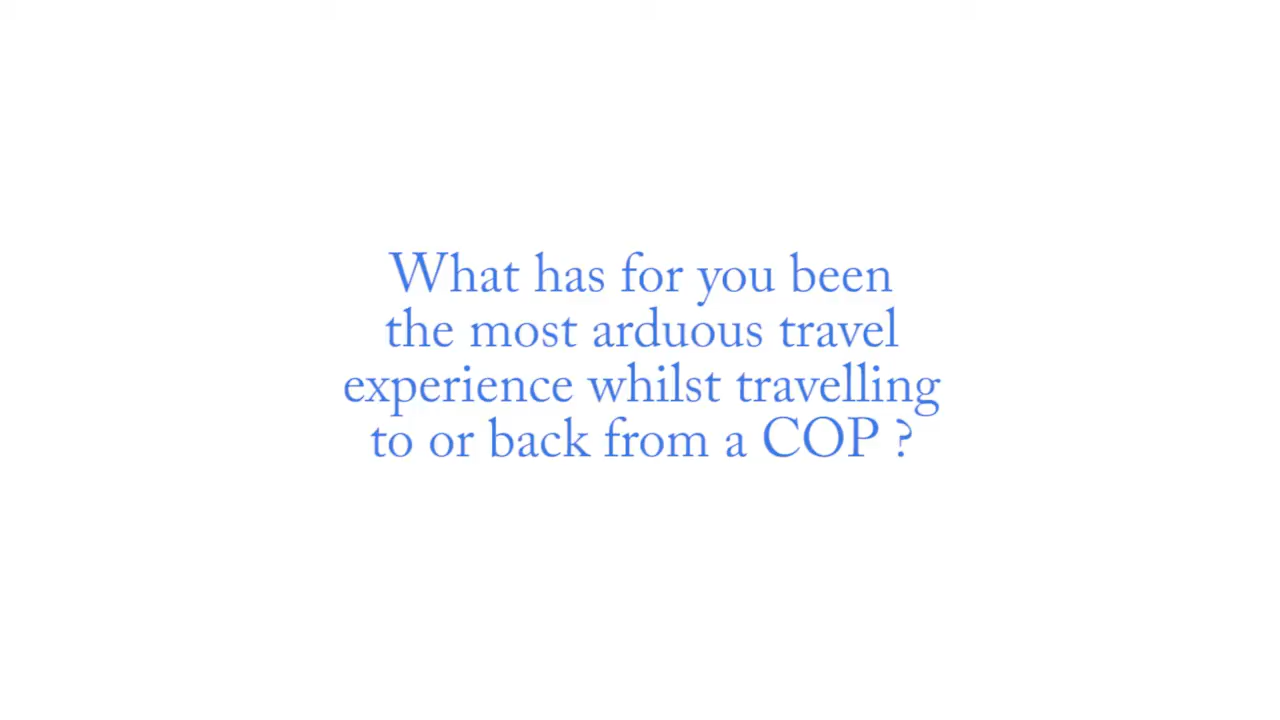 What has for you been
the most arduous travel
experience whilst travelling
to or back from a COP ?